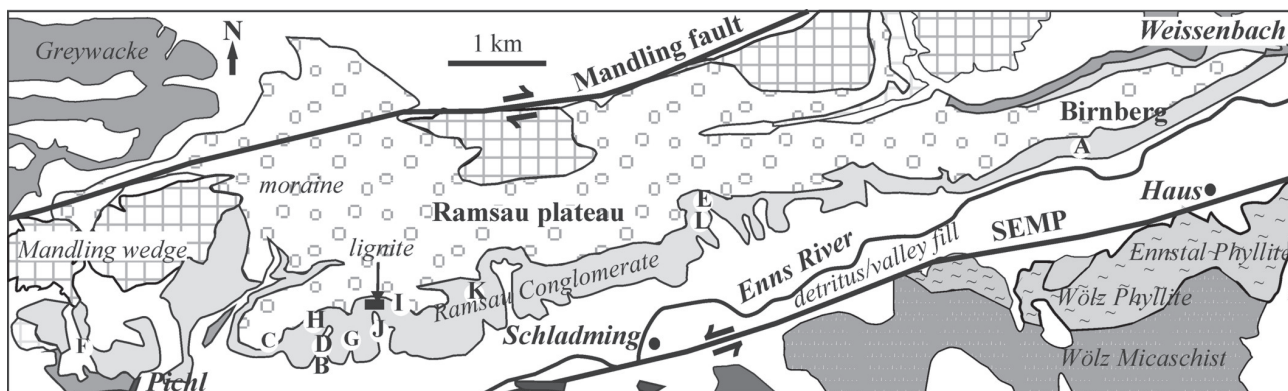 Greywacke
N
1 km
Mandling fault
Weissenbach
Birnberg
A
moraine
Ramsau plateau
E
L
Haus
Mandling wedge
lignite
SEMP
Enns River
detritus/valley fill
Ennstal Phyllite
Wölz Phyllite
K
I
Ramsau Conglomerate
H
J
C
D
G
B
F
Schladming
Wölz Micaschist
Pichl